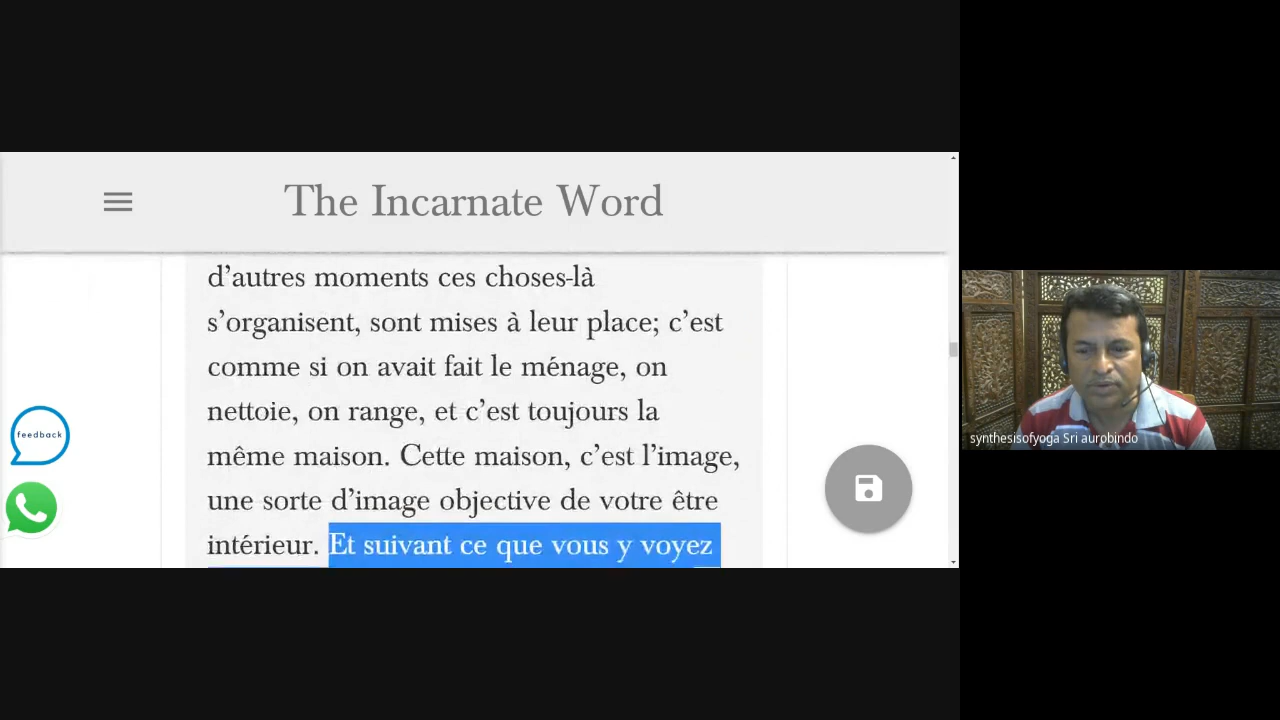 The Incarnate Word
d’autres moments ces choses-là
s’organisent, sont mises à leur place; c’est
comme si on avait fait le ménage, on
nettoie, on range, et c’est toujours la
même maison. Cette maison, c’est l’image,
une sorte d’image objective de votre être
intérieur. Et suivant ce que vous y voyez
feedback
synthesisofyoga Sri aurobindo